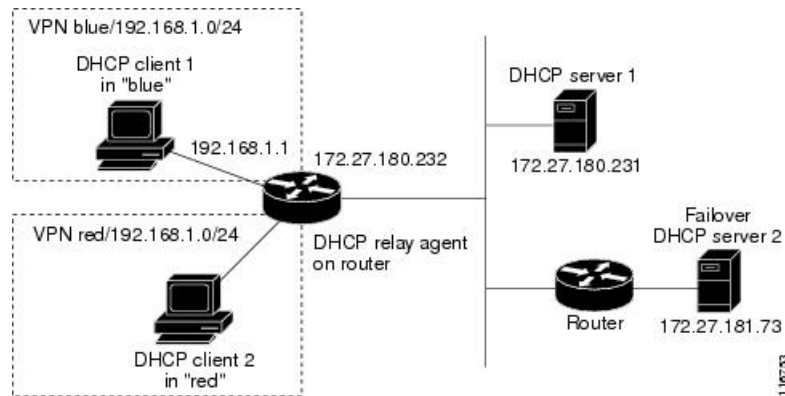 VPN blue/192.168.1.0/24
DHCP client 1
in "blue"
192.168.1.1
172.27.180.232
DHCP server 1
172.27.180.231
VPN red/192.168.1.0/24
DHCP relay agent
on router
Failover
DHCP server 2
Router
172.27.181.73
DHCP client 2
in "red"
116753